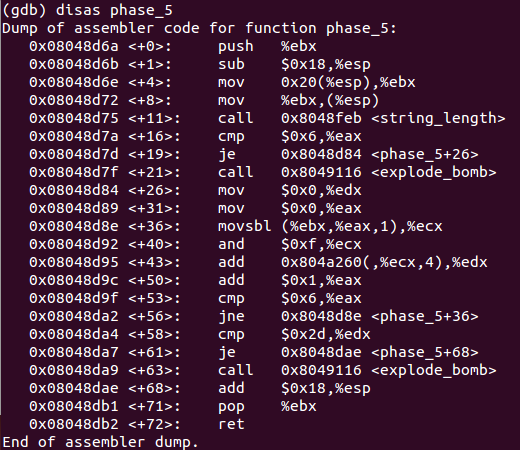 (gdb) disas phase_5
Dump of assembler code for function phase_5:
   0x08048d6a <+0>:     push   %ebx
   0x08048d6b <+1>:     sub    $0x18,%esp
   0x08048d6e <+4>:     mov    0x20(%esp),%ebx
   0x08048d72 <+8>:     mov    %ebx,(%esp)
   0x08048d75 <+11>:    call   0x8048feb <string_length>
   0x08048d7a <+16>:    cmp    $0x6,%eax
   0x08048d7d <+19>:    je     0x8048d84 <phase_5+26>
   0x08048d7f <+21>:    call   0x8049116 <explode_bomb>
   0x08048d84 <+26>:    mov    $0x0,%edx
   0x08048d89 <+31>:    mov    $0x0,%eax
   0x08048d8e <+36>:    movsbl (%ebx,%eax,1),%ecx
   0x08048d92 <+40>:    and    $0xf,%ecx
   0x08048d95 <+43>:    add    0x804a260(,%ecx,4),%edx
   0x08048d9c <+50>:    add    $0x1,%eax
   0x08048d9f <+53>:    cmp    $0x6,%eax
   0x08048da2 <+56>:    jne    0x8048d8e <phase_5+36>
   0x08048da4 <+58>:    cmp    $0x2d,%edx
   0x08048da7 <+61>:    je     0x8048dae <phase_5+68>
   0x08048da9 <+63>:    call   0x8049116 <explode_bomb>
   0x08048dae <+68>:    add    $0x18,%esp
   0x08048db1 <+71>:    pop    %ebx
   0x08048db2 <+72>:    ret
End of assembler dump.